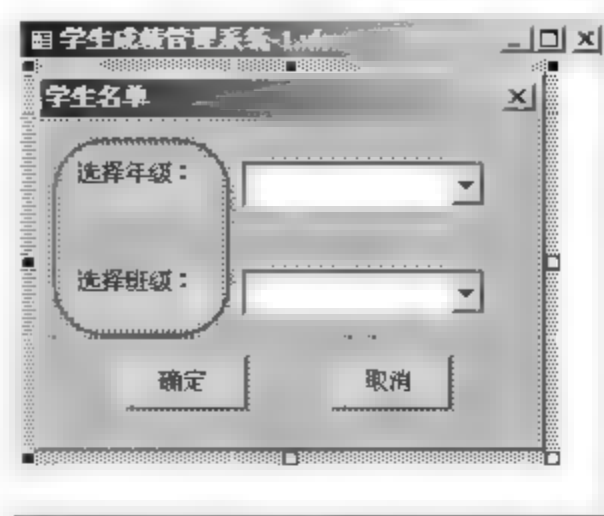 学生成绩管理系统-1
学生名单
选择年级：
选择班级：
确定
取消